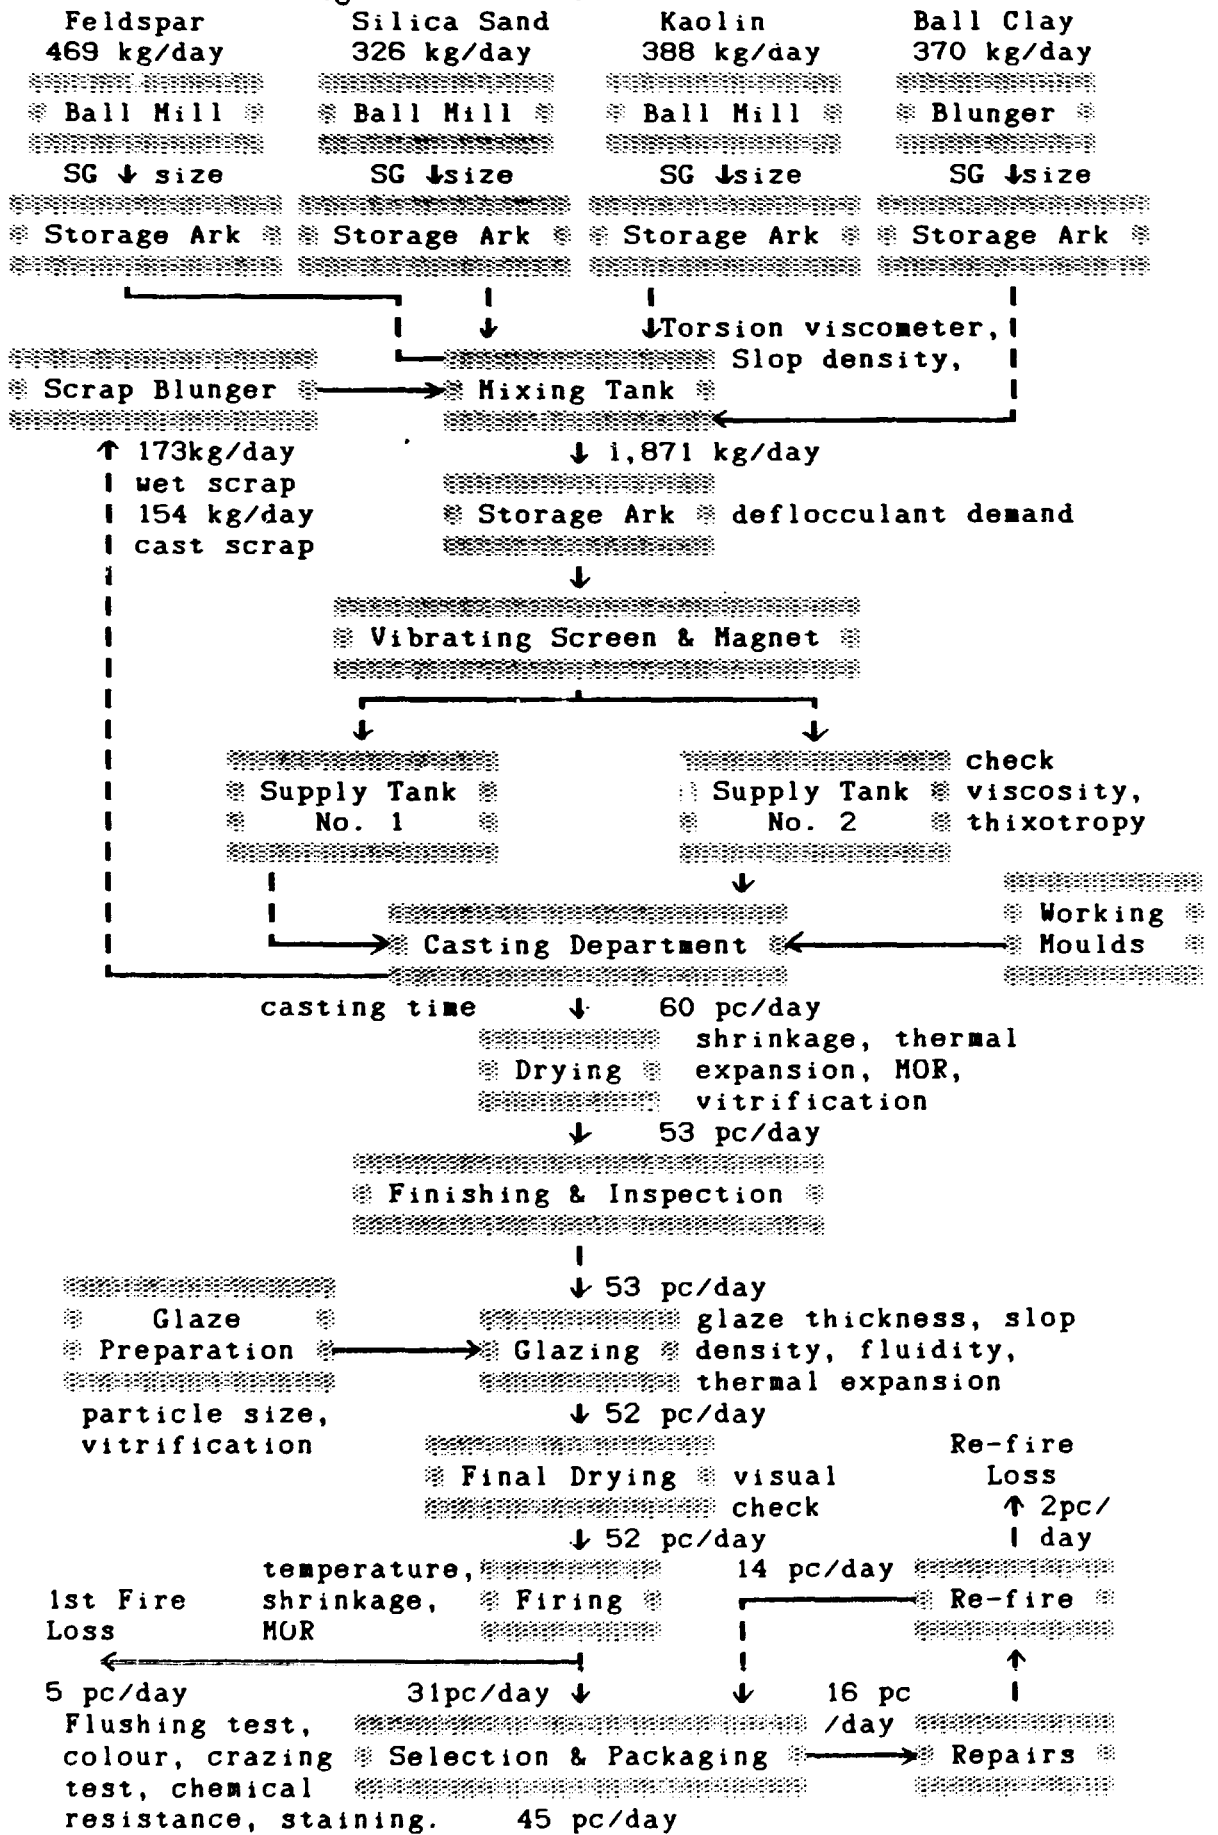 Feldspar Silica Sand Kaolin Ball Clay
469 kg/day 326 kg/day 388 kg/day 370 kg/day
Ball Mill Ball Mill Ball Mill Blunger
SG size SG size SG size SG size
Storage Ark Storage Ark Storage Ark Storage Ark
Torsion viscometer,
Slop density,
Scrap Blunger Mixing Tank
173kg/day 1,871 kg/day
wet scrap
154 kg/day Storage Ark deflocculant demand
cast scrap
Vibrating Screen & Magnet
check
Supply Tank Supply Tank viscosity,
No. 1 No. 2 thixotropy
Working
Casting Department Moulds
casting time 60 pc/day
shrinkage, thermal
Drying expansion, MOR,
vitrification
53 pc/day
Finishing & Inspection
53 pc/day
Glaze glaze thickness, slop
Preparation Glazing density, fluidity,
thermal expansion
particle size, 52 pc/day
vitrification Re-fire
Final Drying visual Loss
check 2pc/
52 pc/day day
temperature, 14 pc/day
1st Fire shrinkage, Firing Re-fire
Loss MOR
5 pc/day 31pc/day 16 pc
Flushing test, /day
colour, crazing Selection & Packaging Repairs
test, chemical
resistance, staining. 45 pc/day